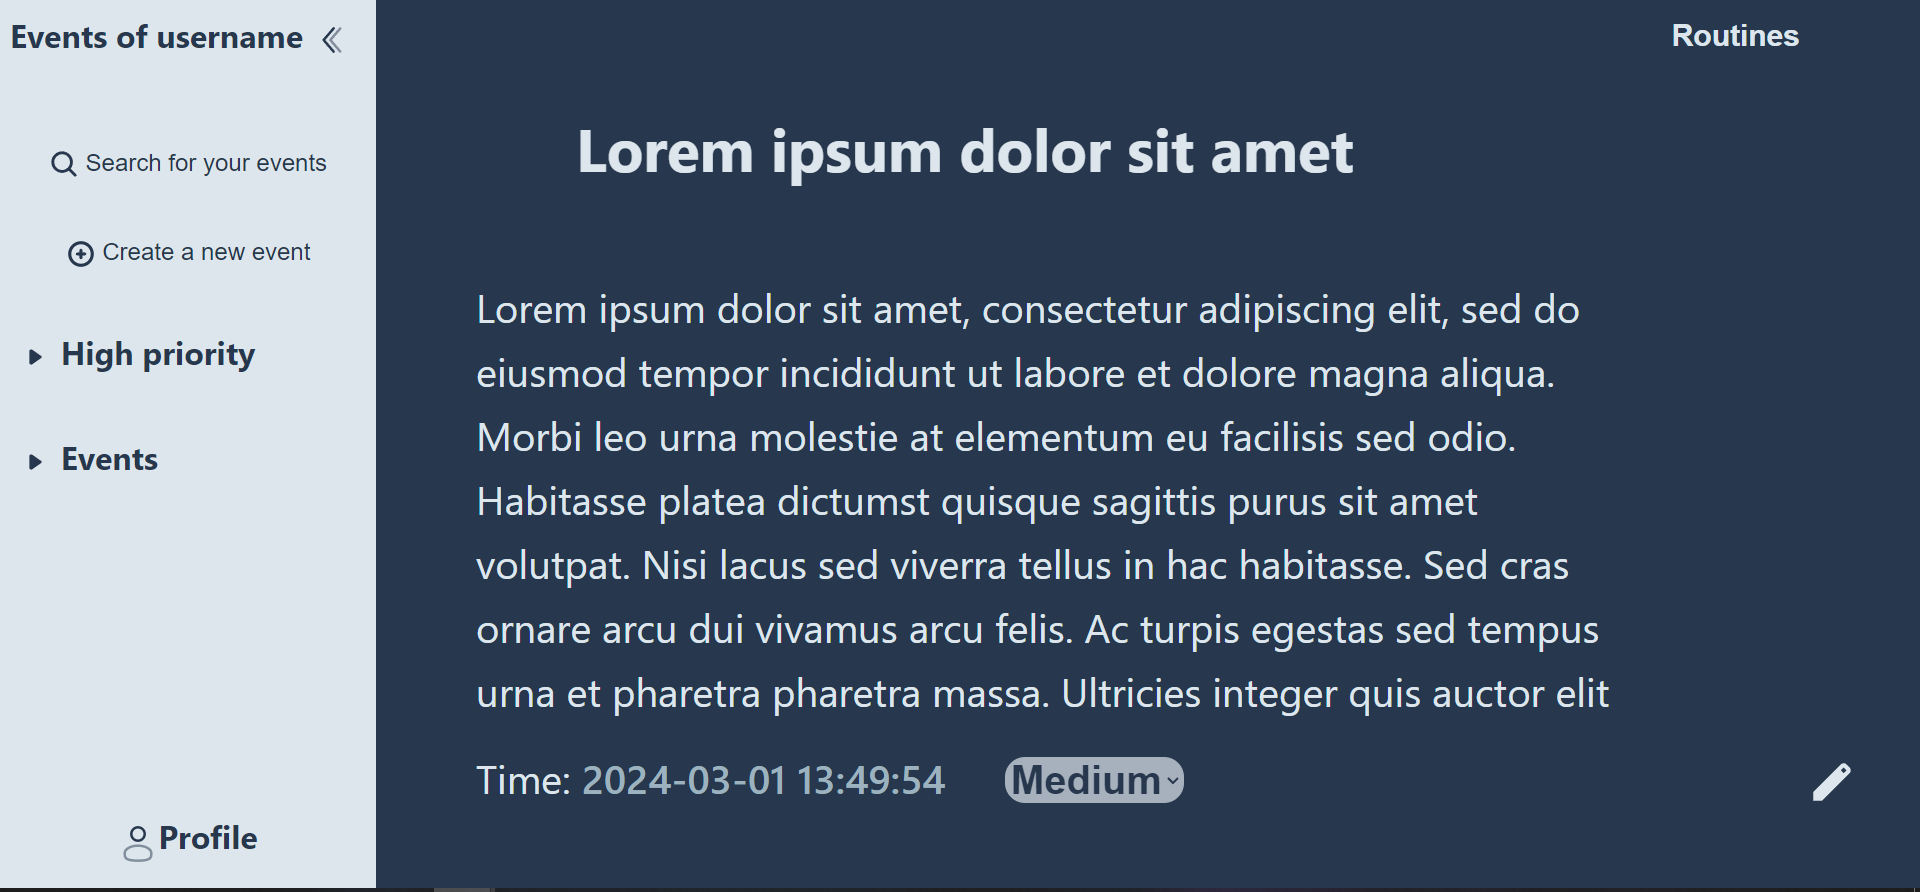 Events of username
Search for your events
Create a new event
High priority
Events
Profile
Routines
Lorem ipsum dolor sit amet
Lorem ipsum dolor sit amet, consectetur adipiscing elit, sed do
eiusmod tempor incididunt ut labore et dolore magna aliqua.
Morbi leo urna molestie at elementum eu facilisis sed odio.
Habitasse platea dictumst quisque sagittis purus sit amet
volutpat. Nisi lacus sed viverra tellus in hac habitasse. Sed cras
ornare arcu dui vivamus arcu felis. Ac turpis egestas sed tempus
urna et pharetra pharetra massa. Ultricies integer quis auctor elit
Time: 2024-03-01 13:49:54 Medium